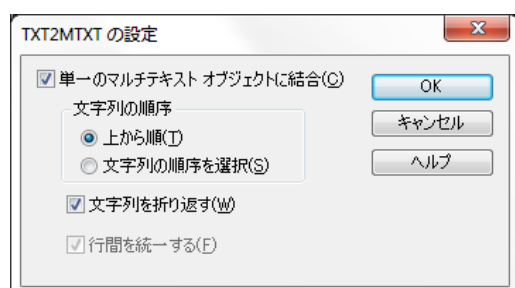 TXT2MTXT の設定
単一のマルチテキスト オブジェクトに結合(C)
文字列の順序
上から順(T)
文字列の順序を選択(S)
文字列を折り返す(W)
行間を統一する(F)
OK
キャンセル
ヘルプ